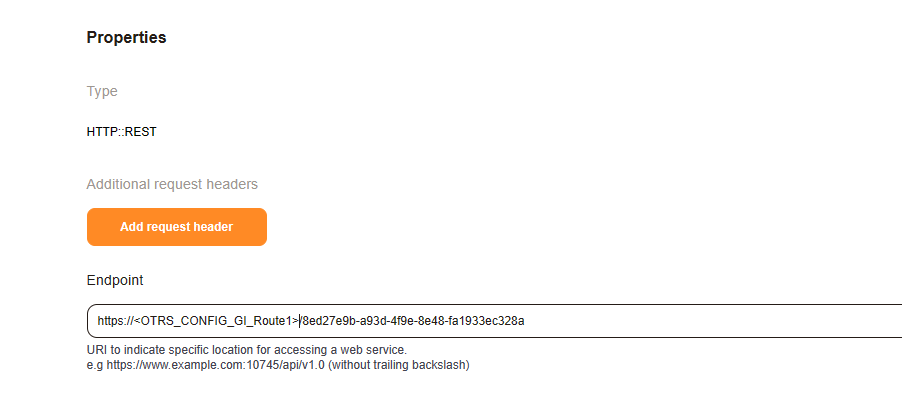 Properties
Type
HTTP::REST
Additional request headers
Add request header
Endpoint
https://<OTRS_CONFIG_GI_Route1>/8ed27e9b-a93d-4f9e-8e48-fa1933ec328a
URI to indicate specific location for accessing a web service.
e.g https://www.example.com:10745/api/v1.0 (without trailing backslash)